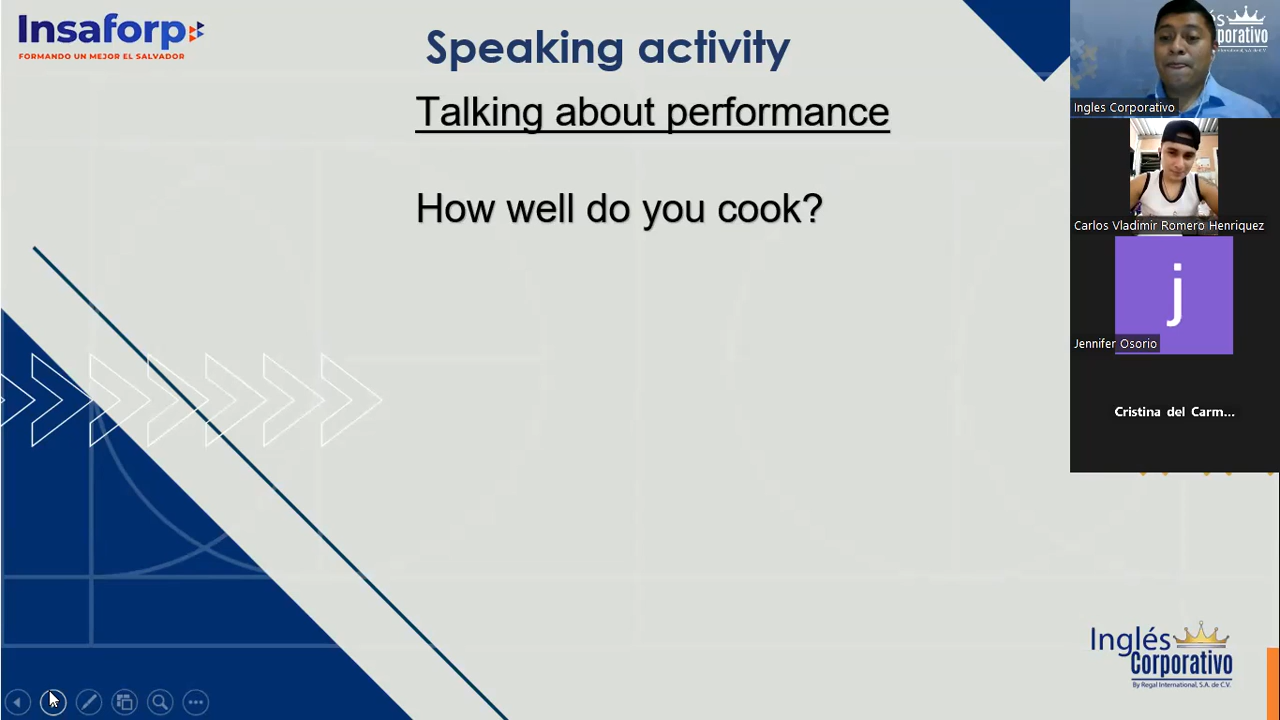 Insaforp
FORMANDO UN MEJOR EL SALVADOR
Speaking activity
Talking about performance
How well do you cook?
Ingles Corporativo
Carlos Vladimir Romero Henriquez
j
Jennifer Osorio
Cristina del Carm...
Inglés
Corporativo
By Regal International, S.A. de C.V.